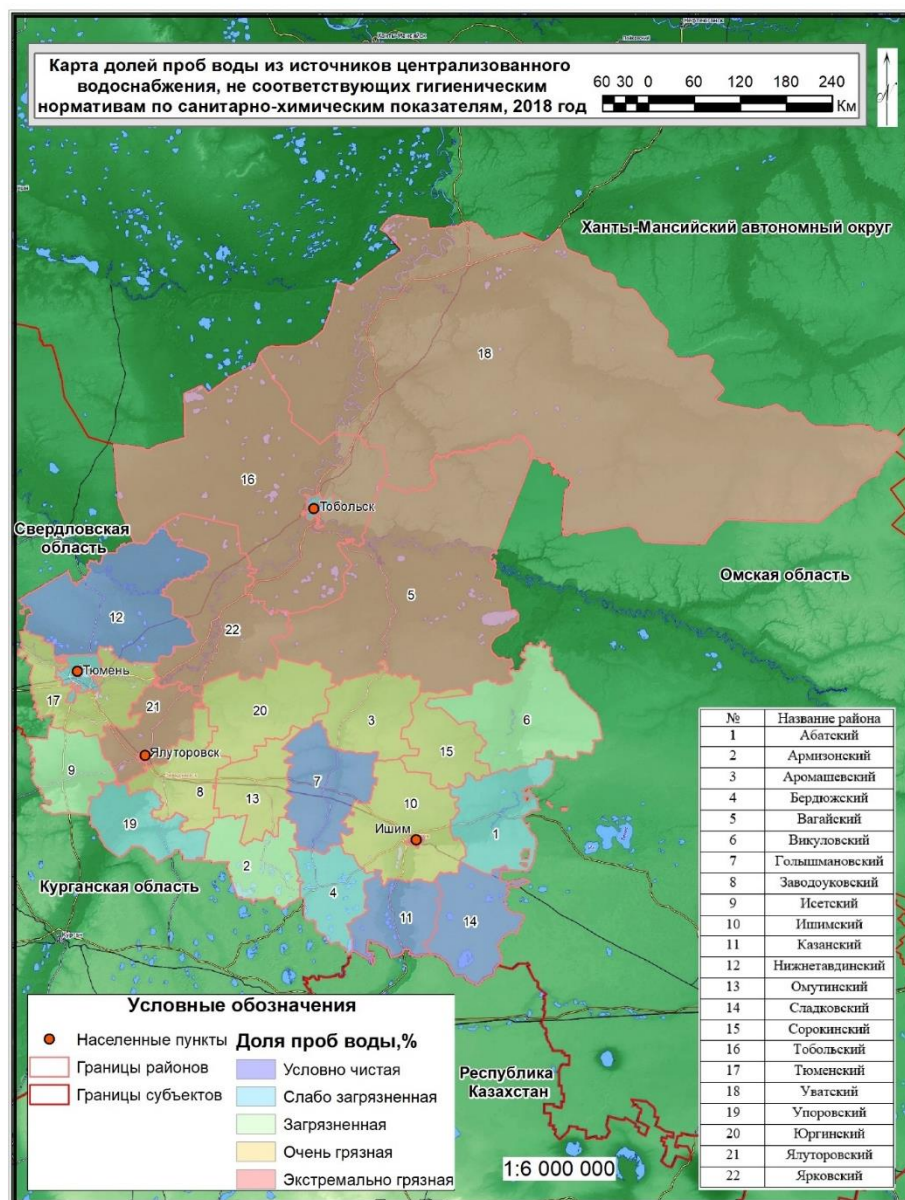 Карта долей проб воды из источников централизованного
водоснабжения, не соответствующих гигиеническим
нормативам по санитарно-химическим показателям, 2018 год
60 30 0 60 120 180 240
Км
N
Ханты-Мансийский автономный округ
18
16
Тобольск
Свердловская
область
Омская область
5
12
22
Тюмень
17
21
20
3
6
15
Ялуторовск
9
7
8
13
10
19
Ишим
1
2
Курганская область
4
11
14
Курган
Республика
Казахстан
1:6 000 000
Условные обозначения
Населенные пункты
Границы районов
Границы субъектов
Доля проб воды,%
Условно чистая
Слабо загрязненная
Загрязненная
Очень грязная
Экстремально грязная
№ Название района
1 Абатский
2 Армизонский
3 Аромашевский
4 Бердюжский
5 Вагайский
6 Викуловский
7 Голышмановский
8 Заводоуковский
9 Исетский
10 Ишимский
11 Казанский
12 Нижнетавдинский
13 Омутинский
14 Сладковский
15 Сорокинский
16 Тобольский
17 Тюменский
18 Уватский
19 Упоровский
20 Юргинский
21 Ялуторовский
22 Ярковский